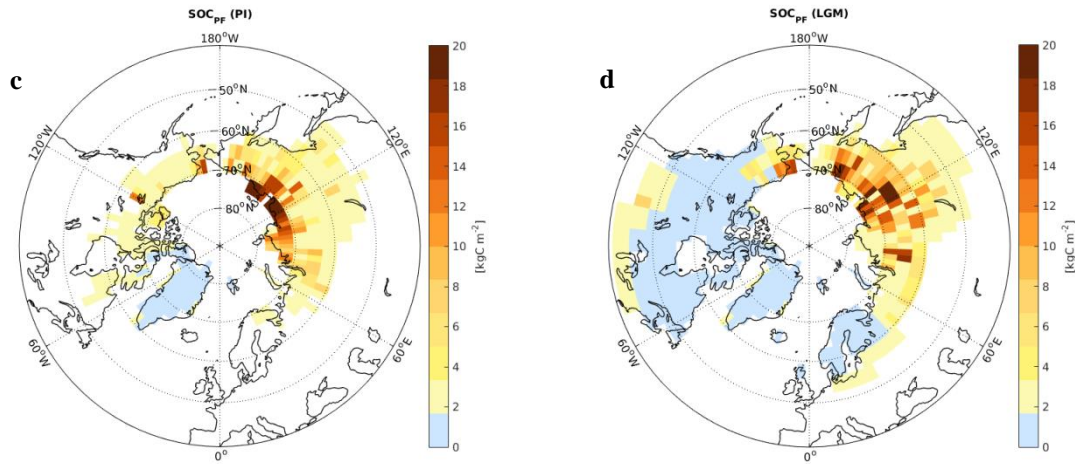 SOC_PF (PI)
c
180°W
120°W
120°E
50°N
60°N
70°N
80°N
60°W
60°E
0°
20
18
16
14
12
10
8
6
4
2
0
[kgC m⁻²]
SOC_PF (LGM)
d
180°W
120°W
120°E
50°N
60°N
70°N
80°N
60°W
60°E
0°
20
18
16
14
12
10
8
6
4
2
0
[kgC m⁻²]